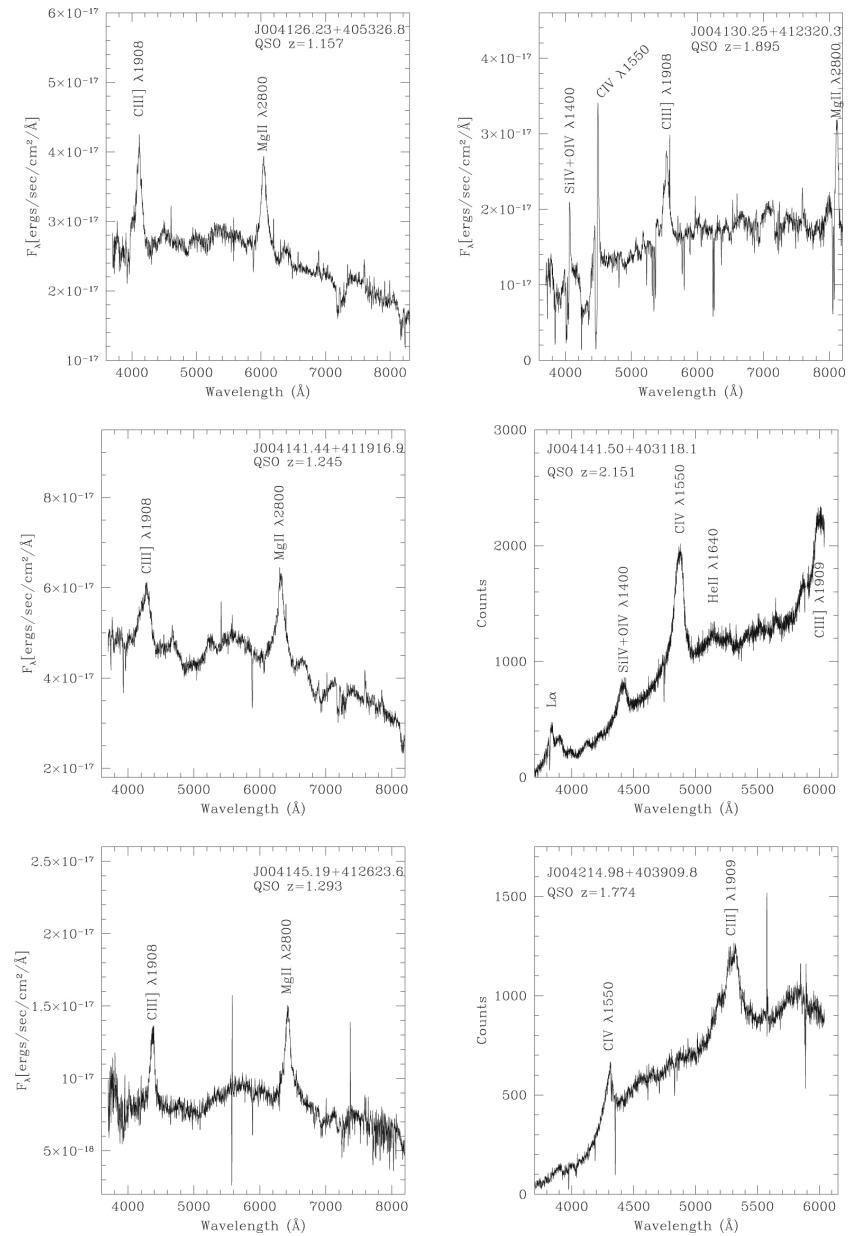 J004126.23+405326.8
QSO z=1.157
CIII] λ1908
MgII λ2800
6×10⁻¹⁷
5×10⁻¹⁷
4×10⁻¹⁷
3×10⁻¹⁷
2×10⁻¹⁷
10⁻¹⁷
Fλ[ergs/sec/cm²/Å]
4000 5000 6000 7000 8000
Wavelength (Å)
J004130.25+412320.3
QSO z=1.895
SiIV+OIV λ1400
CIV λ1550
CIII] λ1908
MgII λ2800
4×10⁻¹⁷
3×10⁻¹⁷
2×10⁻¹⁷
10⁻¹⁷
0
4000 5000 6000 7000 8000
Wavelength (Å)
J004141.44+411916.9
QSO z=1.245
CIII] λ1908
MgII λ2800
8×10⁻¹⁷
6×10⁻¹⁷
4×10⁻¹⁷
2×10⁻¹⁷
Fλ[ergs/sec/cm²/Å]
4000 5000 6000 7000 8000
Wavelength (Å)
J004141.50+403118.1
QSO z=2.151
Lα
SiIV+OIV λ1400
CIV λ1550
HeII λ1640
CIII] λ1909
3000
2000
1000
0
Counts
4000 4500 5000 5500 6000
Wavelength (Å)
J004145.19+412623.6
QSO z=1.293
CIII] λ1908
MgII λ2800
2.5×10⁻¹⁷
2×10⁻¹⁷
1.5×10⁻¹⁷
10⁻¹⁷
5×10⁻¹⁸
Fλ[ergs/sec/cm²/Å]
4000 5000 6000 7000 8000
Wavelength (Å)
J004214.98+403909.8
QSO z=1.774
CIV λ1550
CIII] λ1909
1500
1000
500
0
Counts
4000 4500 5000 5500 6000
Wavelength (Å)